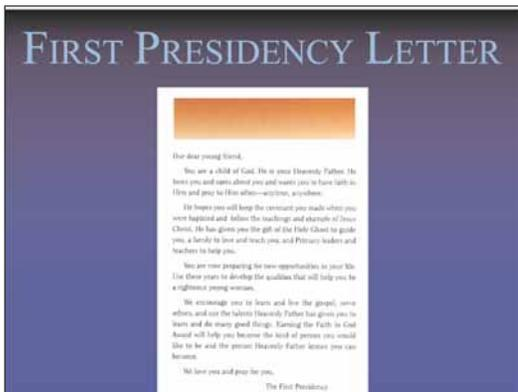 FIRST PRESIDENCY LETTER
Our dear young friend,
You are a child of God. He is your Heavenly Father. He
loves you and cares about you and wants you to have faith in
Him and pray to Him often—anytime, anywhere.
He hopes you will keep the covenant you made when you
were baptized and follow the teachings and example of Jesus
Christ. He has given you the gift of the Holy Ghost to guide
you, a family to love and teach you, and Primary leaders and
teachers to help you.
You are now preparing for new opportunities in your life.
Use these years to develop the qualities that will help you be
a righteous young woman.
We encourage you to learn and live the gospel, serve
others, and use the talents Heavenly Father has given you to
learn and do many good things. Earning the Faith in God
Award will help you become the kind of person you would
like to be and the person Heavenly Father knows you can
become.
We love you and pray for you,
The First Presidency